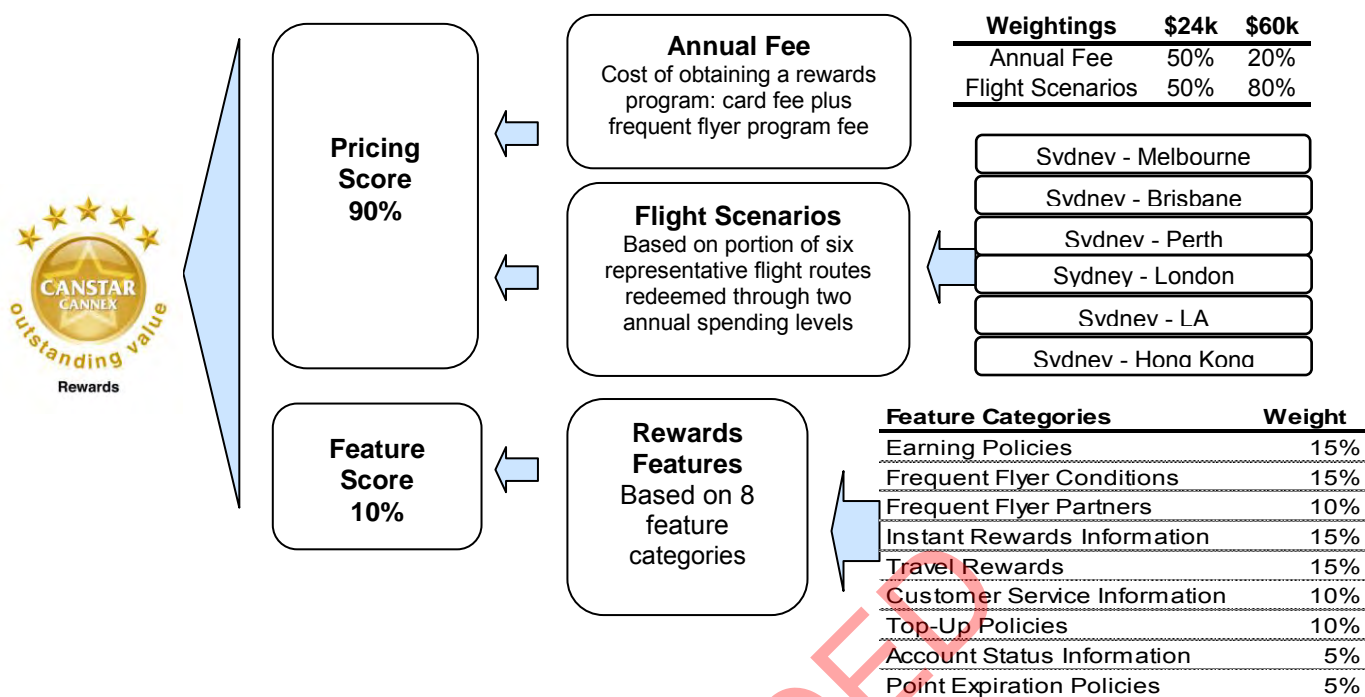 CANSTAR
CANNEX
outstanding value
Rewards
Pricing
Score
90%
Feature
Score
10%
Annual Fee
Cost of obtaining a rewards
program: card fee plus
frequent flyer program fee
Flight Scenarios
Based on portion of six
representative flight routes
redeemed through two
annual spending levels
Rewards
Features
Based on 8
feature
categories
Weightings $24k $60k
Annual Fee 50% 20%
Flight Scenarios 50% 80%
Sydney - Melbourne
Sydney - Brisbane
Sydney - Perth
Sydney - London
Sydney - LA
Sydney - Hong Kong
Feature Categories Weight
Earning Policies 15%
Frequent Flyer Conditions 15%
Frequent Flyer Partners 10%
Instant Rewards Information 15%
Travel Rewards 15%
Customer Service Information 10%
Top-Up Policies 10%
Account Status Information 5%
Point Expiration Policies 5%